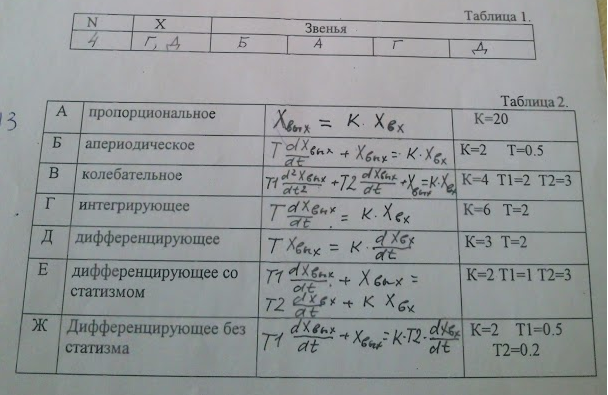 Таблица 1.
N X Звенья
4 Г, Д Б А Г Д
Таблица 2.
13
А пропорциональное Xвых = K · Xвх K=20
Б апериодическое T dXвых/dt + Xвых = K · Xвх K=2 T=0.5
В колебательное T1 d²Xвых/dt² + T2 dXвых/dt + Xвых = K·Xвх K=4 T1=2 T2=3
Г интегрирующее T dXвых/dt = K · Xвх K=6 T=2
Д дифференцирующее T Xвых = K · dXвх/dt K=3 T=2
Е дифференцирующее со T1 dXвых/dt + Xвых = K=2 T1=1 T2=3
статизмом T2 dXвх/dt + K Xвх
Ж Дифференцирующее без T1 dXвых/dt + Xвых = K·T2· dXвх/dt K=2 T1=0.5
статизма T2=0.2